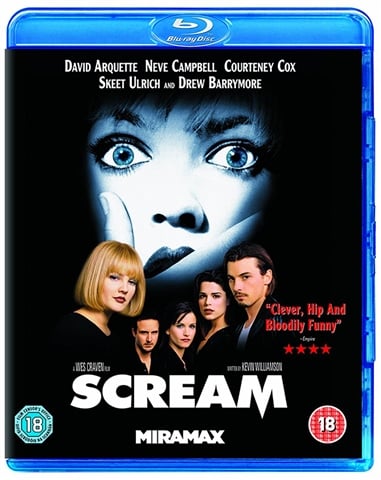 Blu-ray Disc
DAVID ARQUETTE NEVE CAMPBELL COURTENEY COX
SKEET ULRICH AND DREW BARRYMORE
"Clever, Hip And
Bloodily Funny"
★★★★
-Empire
A WES CRAVEN FILM
WRITTEN BY KEVIN WILLIAMSON
SCREAM
MIRAMAX
18
18